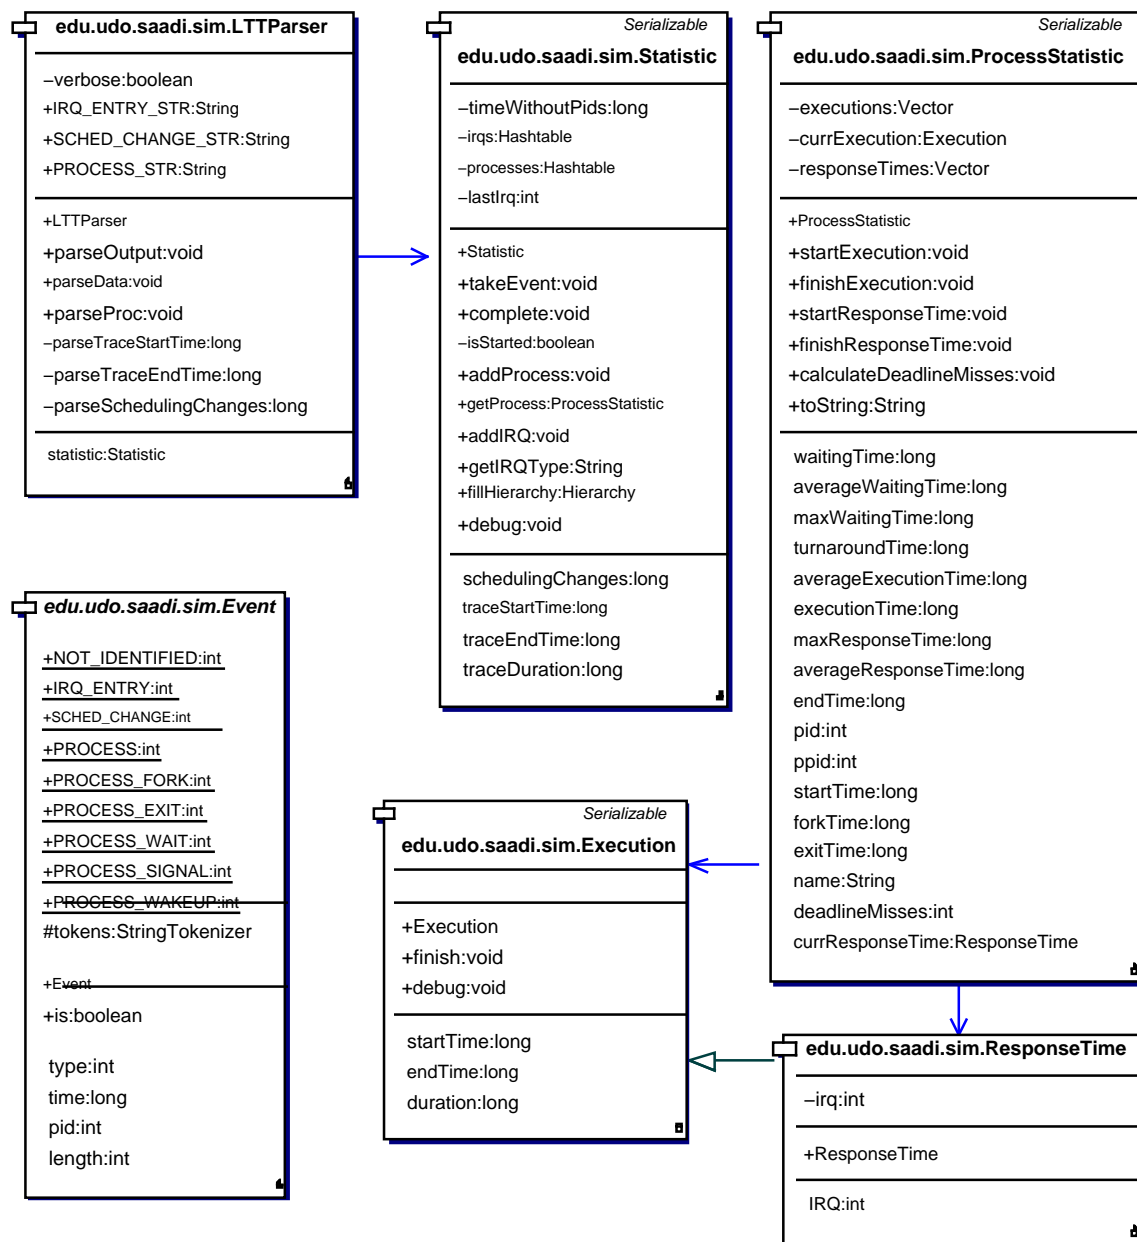 edu.udo.saadi.sim.LTTParser
–verbose:boolean
+IRQ_ENTRY_STR:String
+SCHED_CHANGE_STR:String
+PROCESS_STR:String
+LTTParser
+parseOutput:void
+parseData:void
+parseProc:void
–parseTraceStartTime:long
–parseTraceEndTime:long
–parseSchedulingChanges:long
statistic:Statistic
Serializable
edu.udo.saadi.sim.Statistic
–timeWithoutPids:long
–irqs:Hashtable
–processes:Hashtable
–lastIrq:int
+Statistic
+takeEvent:void
+complete:void
–isStarted:boolean
+addProcess:void
+getProcess:ProcessStatistic
+addIRQ:void
+getIRQType:String
+fillHierarchy:Hierarchy
+debug:void
schedulingChanges:long
traceStartTime:long
traceEndTime:long
traceDuration:long
Serializable
edu.udo.saadi.sim.ProcessStatistic
–executions:Vector
–currExecution:Execution
–responseTimes:Vector
+ProcessStatistic
+startExecution:void
+finishExecution:void
+startResponseTime:void
+finishResponseTime:void
+calculateDeadlineMisses:void
+toString:String
waitingTime:long
averageWaitingTime:long
maxWaitingTime:long
turnaroundTime:long
averageExecutionTime:long
executionTime:long
maxResponseTime:long
averageResponseTime:long
endTime:long
pid:int
ppid:int
startTime:long
forkTime:long
exitTime:long
name:String
deadlineMisses:int
currResponseTime:ResponseTime
edu.udo.saadi.sim.Event
+NOT_IDENTIFIED:int
+IRQ_ENTRY:int
+SCHED_CHANGE:int
+PROCESS:int
+PROCESS_FORK:int
+PROCESS_EXIT:int
+PROCESS_WAIT:int
+PROCESS_SIGNAL:int
+PROCESS_WAKEUP:int
#tokens:StringTokenizer
+Event
+is:boolean
type:int
time:long
pid:int
length:int
Serializable
edu.udo.saadi.sim.Execution
+Execution
+finish:void
+debug:void
startTime:long
endTime:long
duration:long
edu.udo.saadi.sim.ResponseTime
–irq:int
+ResponseTime
IRQ:int